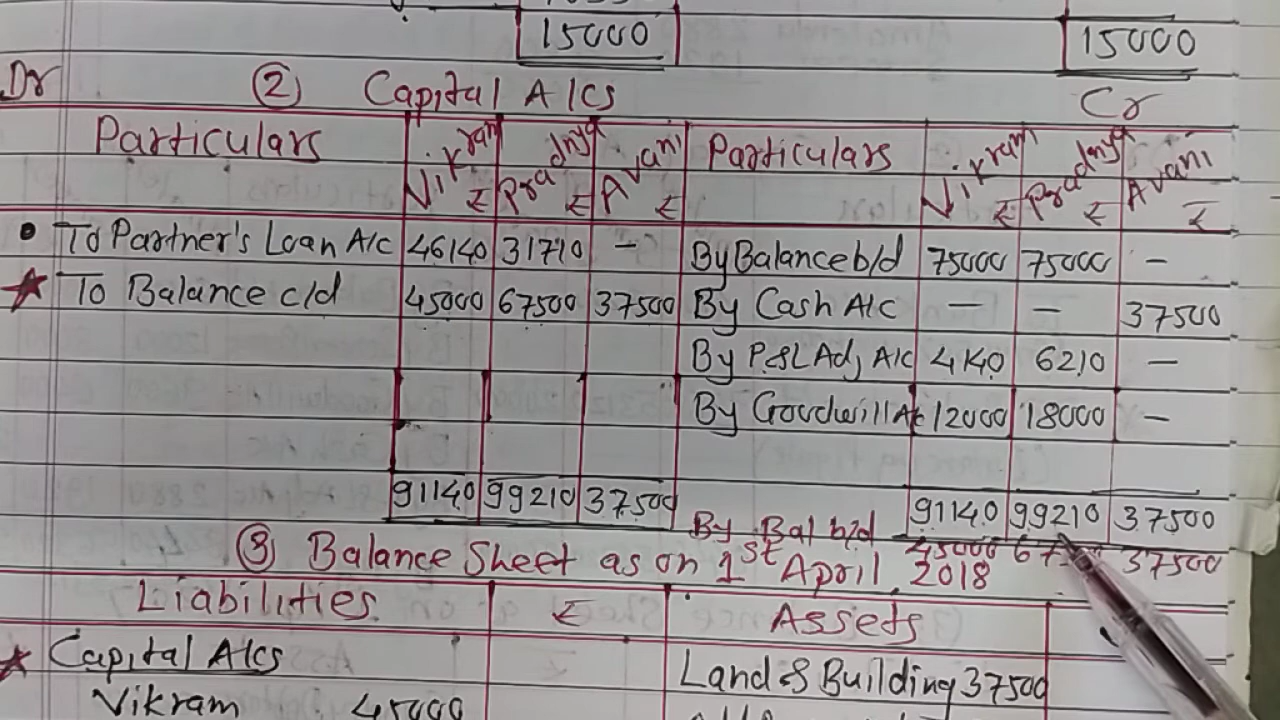 15000 15000
Dr ② Capital A/cs Cr
Particulars Vikram ₹ Pradnya ₹ Avani ₹ Particulars Vikram ₹ Pradnya ₹ Avani ₹
To Partner's Loan A/c 46140 31710 — By Balance b/d 75000 75000 —
To Balance c/d 45000 67500 37500 By Cash A/c — — 37500
By P&L Adj A/c 4140 6210 —
By Goodwill A/c 12000 18000 —
91140 99210 37500 91140 99210 37500
By Bal b/d 45000 37500
③ Balance Sheet as on 1st April 2018
Liabilities ₹ Assets
Capital A/cs Land & Building 37500
Vikram 45000